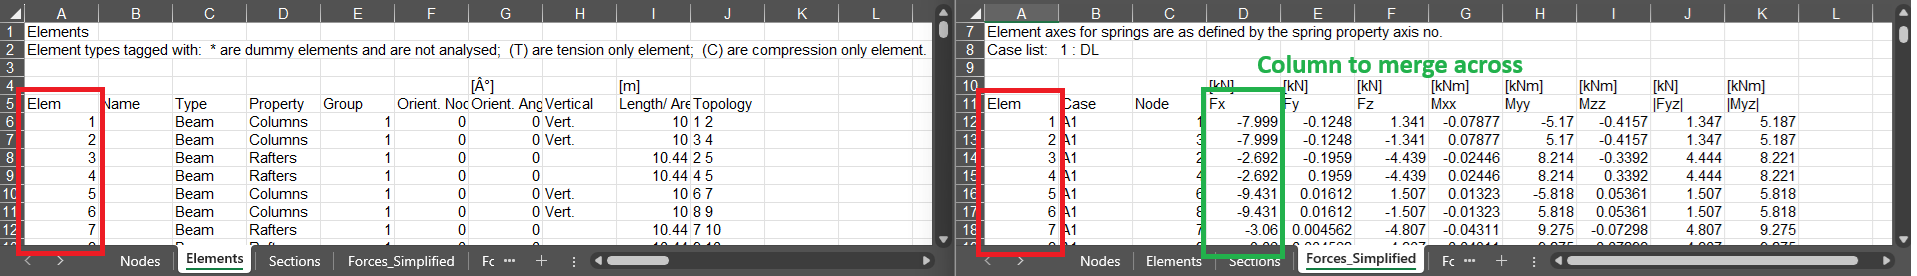 A B C D E F G H I J K L
1 Elements
2 Element types tagged with: * are dummy elements and are not analysed; (T) are tension only element; (C) are compression only element.
3
4 [Â°] [m]
5 Elem Name Type Property Group Orient. Noc Orient. Ang Vertical Length/ Are Topology
6 1 Beam Columns 1 0 0 Vert. 10 1 2
7 2 Beam Columns 1 0 0 Vert. 10 3 4
8 3 Beam Rafters 1 0 0 10.44 2 5
9 4 Beam Rafters 1 0 0 10.44 4 5
10 5 Beam Columns 1 0 0 Vert. 10 6 7
11 6 Beam Columns 1 0 0 Vert. 10 8 9
12 7 Beam Rafters 1 0 0 10.44 7 10
Nodes Elements Sections Forces_Simplified Fc
A B C D E F G H I J K L
7 Element axes for springs are as defined by the spring property axis no.
8 Case list: 1 : DL
9 Column to merge across
10 [kN] [kN] [kN] [kNm] [kNm] [kNm] [kN] [kNm]
11 Elem Case Node Fx Fy Fz Mxx Myy Mzz |Fyz| |Myz|
12 1 A1 1 -7.999 -0.1248 1.341 -0.07877 -5.17 -0.4157 1.347 5.187
13 2 A1 3 -7.999 -0.1248 -1.341 0.07877 5.17 -0.4157 1.347 5.187
14 3 A1 2 -2.692 -0.1959 -4.439 -0.02446 8.214 -0.3392 4.444 8.221
15 4 A1 4 -2.692 0.1959 -4.439 0.02446 8.214 0.3392 4.444 8.221
16 5 A1 6 -9.431 0.01612 1.507 0.01323 -5.818 0.05361 1.507 5.818
17 6 A1 8 -9.431 0.01612 -1.507 -0.01323 5.818 0.05361 1.507 5.818
18 7 A1 7 -3.06 0.004562 -4.807 -0.04311 9.275 -0.07298 4.807 9.275
Nodes Elements Sections Forces_Simplified Fc